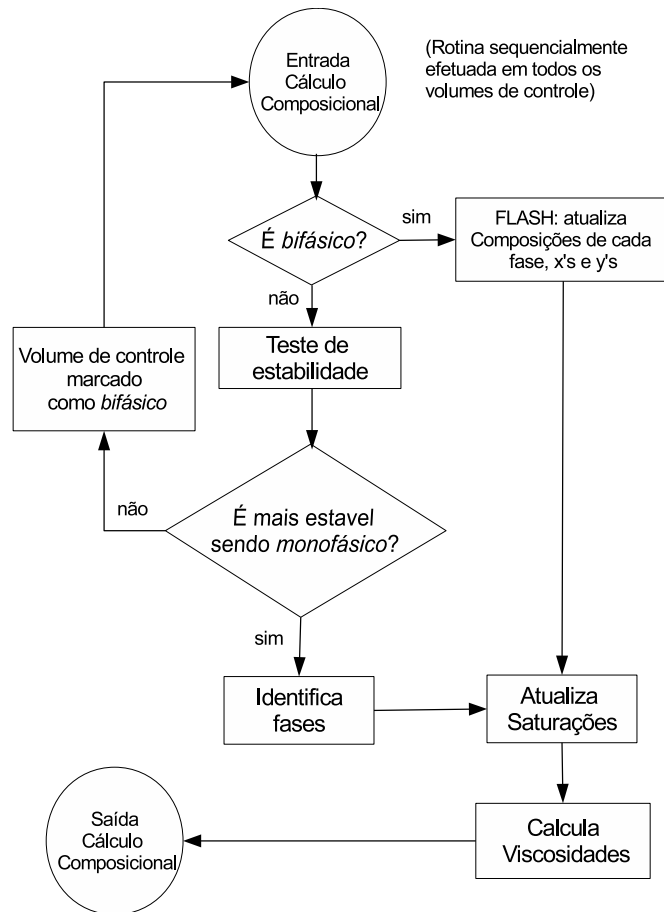 Entrada
Cálculo
Composicional
(Rotina sequencialmente
efetuada em todos os
volumes de controle)
É bifásico?
sim
não
FLASH: atualiza
Composições de cada
fase, x's e y's
Teste de
estabilidade
Volume de controle
marcado
como bifásico
não
É mais estavel
sendo monofásico?
sim
Identifica
fases
Atualiza
Saturações
Calcula
Viscosidades
Saída
Cálculo
Composicional